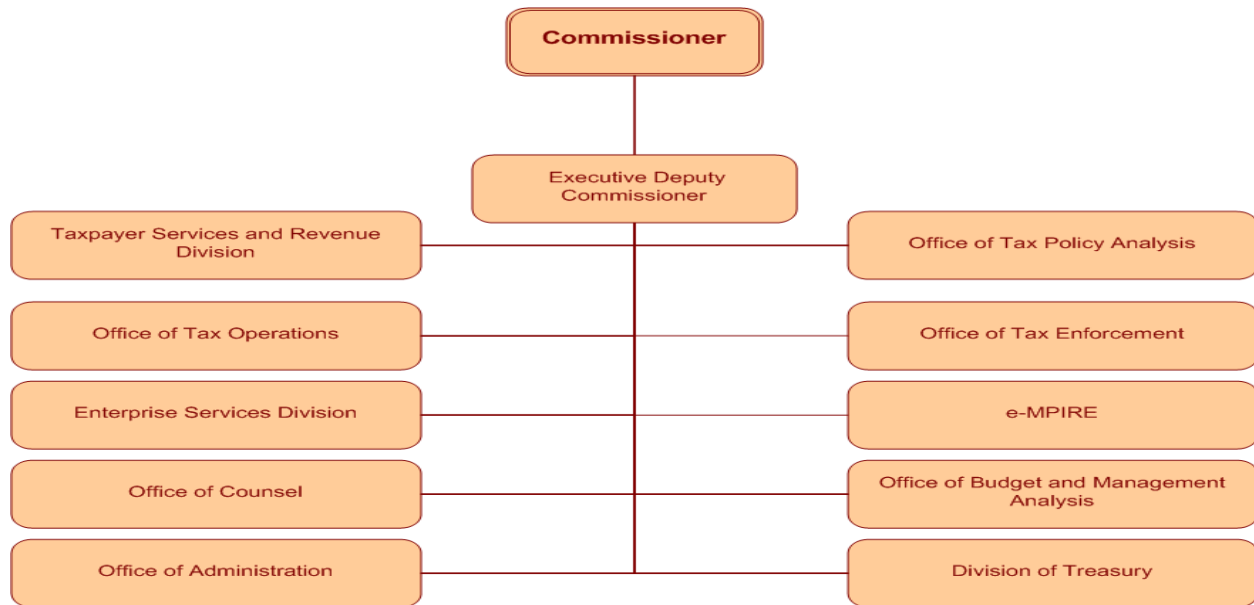 Commissioner
Executive Deputy
Commissioner
Taxpayer Services and Revenue
Division
Office of Tax Policy Analysis
Office of Tax Operations
Office of Tax Enforcement
Enterprise Services Division
e-MPIRE
Office of Counsel
Office of Budget and Management
Analysis
Office of Administration
Division of Treasury